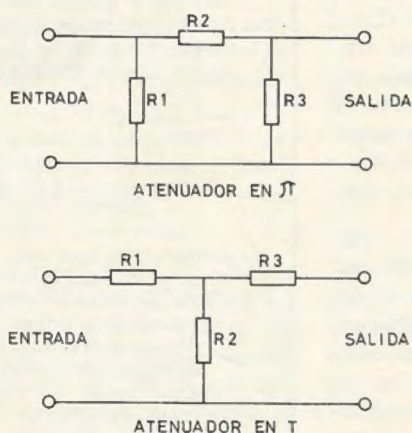 R2
ENTRADA R1 R3 SALIDA
ATENUADOR EN π
R1 R3
ENTRADA R2 SALIDA
ATENUADOR EN T